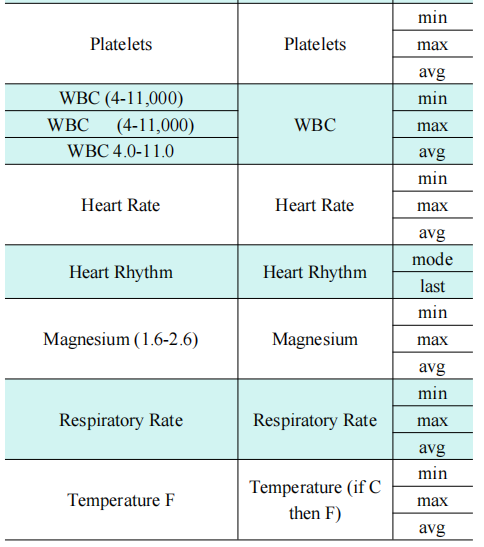 min
Platelets Platelets max
avg
WBC (4-11,000) min
WBC (4-11,000) WBC max
WBC 4.0-11.0 avg
min
Heart Rate Heart Rate max
avg
Heart Rhythm Heart Rhythm mode
last
min
Magnesium (1.6-2.6) Magnesium max
avg
min
Respiratory Rate Respiratory Rate max
avg
min
Temperature F Temperature (if C then F) max
avg